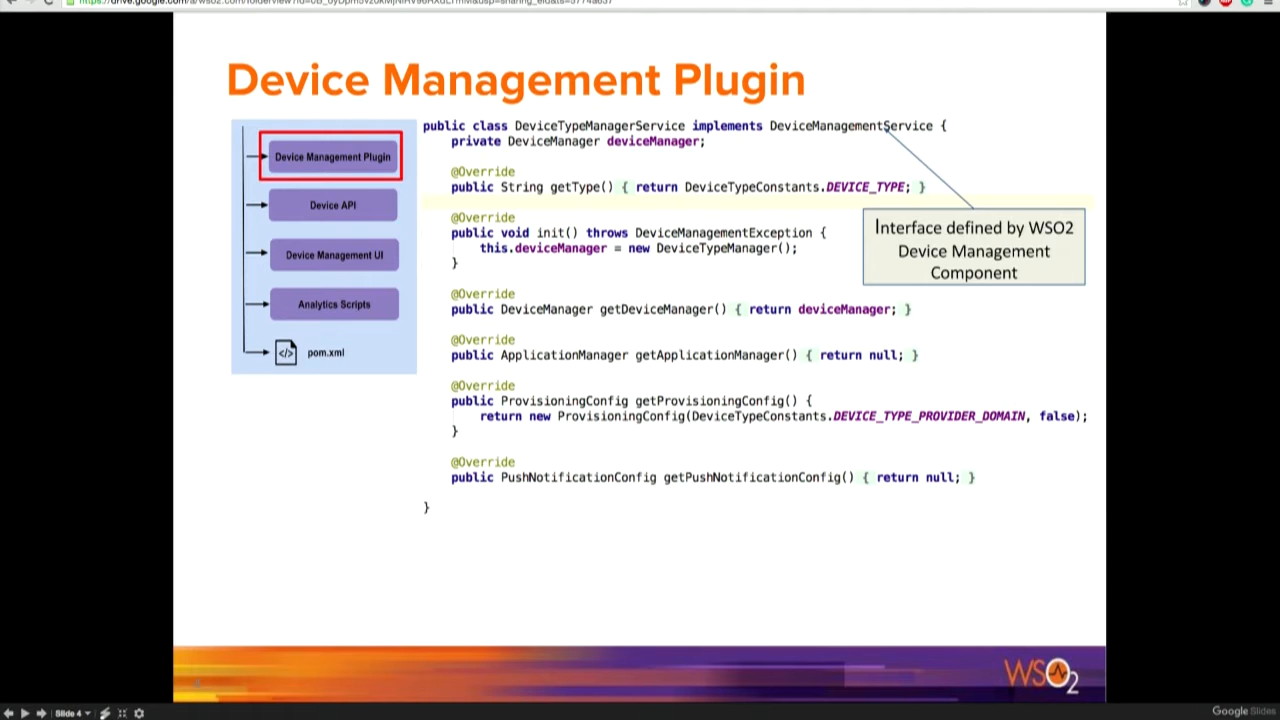 Device Management Plugin
Device Management Plugin
Device API
Device Management UI
Analytics Scripts
</>
pom.xml
public class DeviceTypeManagerService implements DeviceManagementService {
private DeviceManager deviceManager;
@Override
public String getType() { return DeviceTypeConstants.DEVICE_TYPE; }
@Override
public void init() throws DeviceManagementException {
this.deviceManager = new DeviceTypeManager();
}
@Override
public DeviceManager getDeviceManager() { return deviceManager; }
@Override
public ApplicationManager getApplicationManager() { return null; }
@Override
public ProvisioningConfig getProvisioningConfig() {
return new ProvisioningConfig(DeviceTypeConstants.DEVICE_TYPE_PROVIDER_DOMAIN, false);
}
@Override
public PushNotificationConfig getPushNotificationConfig() { return null; }
}
Interface defined by WSO2
Device Management
Component
WSO2
Slide 4
Google Slides